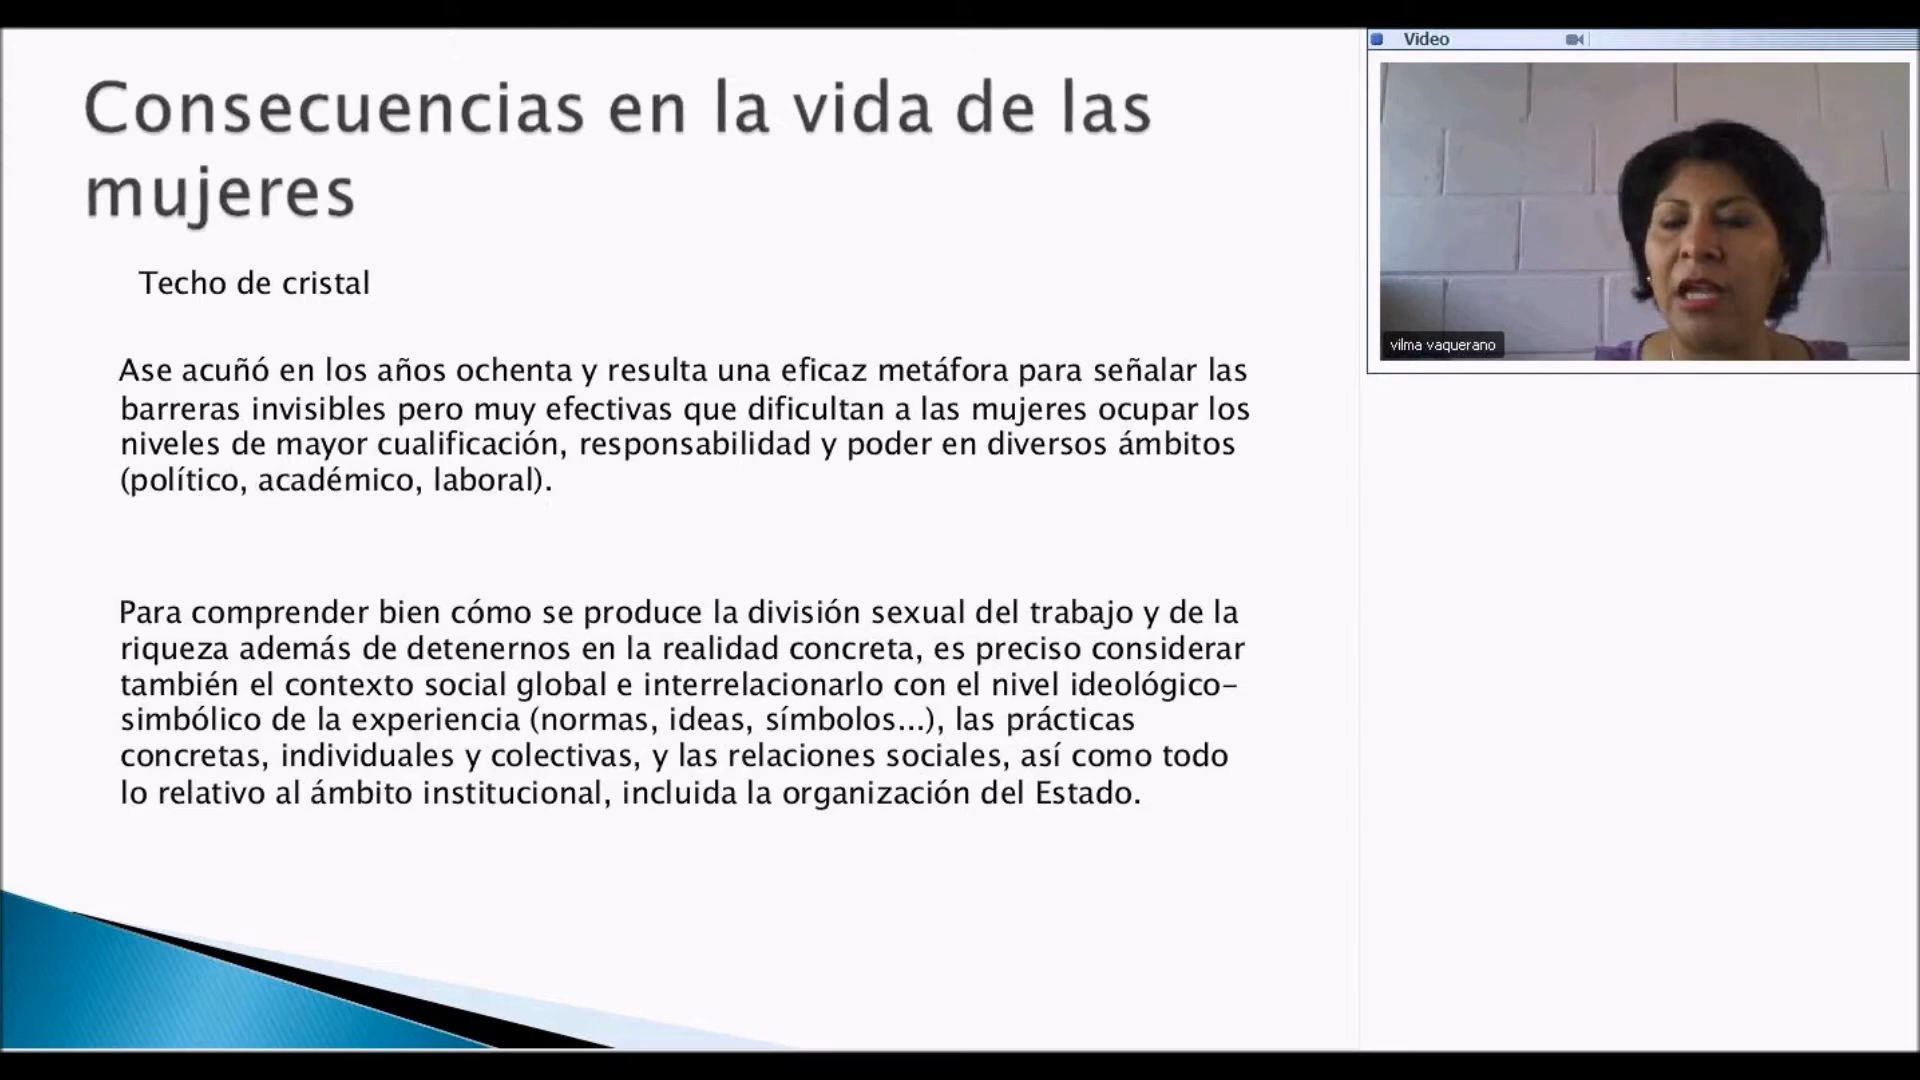 Consecuencias en la vida de las
mujeres
Techo de cristal
Ase acuñó en los años ochenta y resulta una eficaz metáfora para señalar las
barreras invisibles pero muy efectivas que dificultan a las mujeres ocupar los
niveles de mayor cualificación, responsabilidad y poder en diversos ámbitos
(político, académico, laboral).
Para comprender bien cómo se produce la división sexual del trabajo y de la
riqueza además de detenernos en la realidad concreta, es preciso considerar
también el contexto social global e interrelacionarlo con el nivel ideológico-
simbólico de la experiencia (normas, ideas, símbolos...), las prácticas
concretas, individuales y colectivas, y las relaciones sociales, así como todo
lo relativo al ámbito institucional, incluida la organización del Estado.
Video
vilma vaquerano